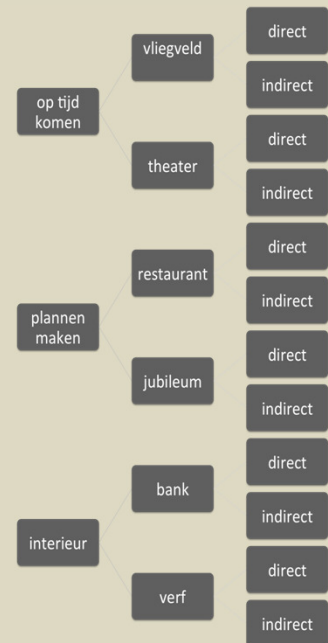 op tijd
komen
vliegveld
direct
indirect
theater
direct
indirect
plannen
maken
restaurant
direct
indirect
jubileum
direct
indirect
interieur
bank
direct
indirect
verf
direct
indirect